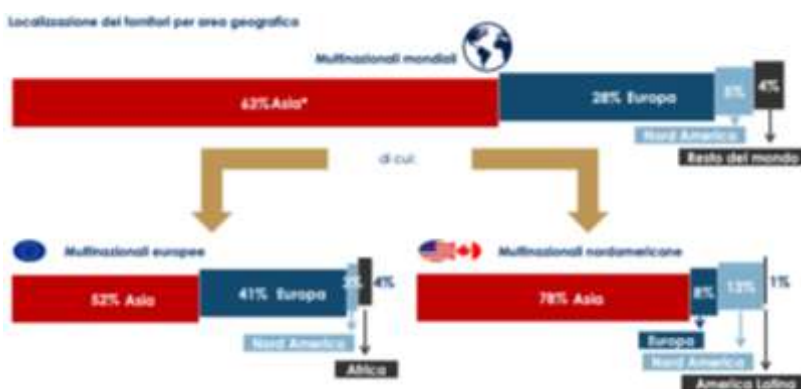 Localizzazione dei fornitori per area geografica
Multinazionali mondiali
63% Asia*
28% Europa
5%
4%
Nord America
Resto del mondo
di cui:
Multinazionali europee
52% Asia
41% Europa
3%
4%
Nord America
Africa
Multinazionali nordamericane
78% Asia
8%
13%
1%
Europa
Nord America
America Latina